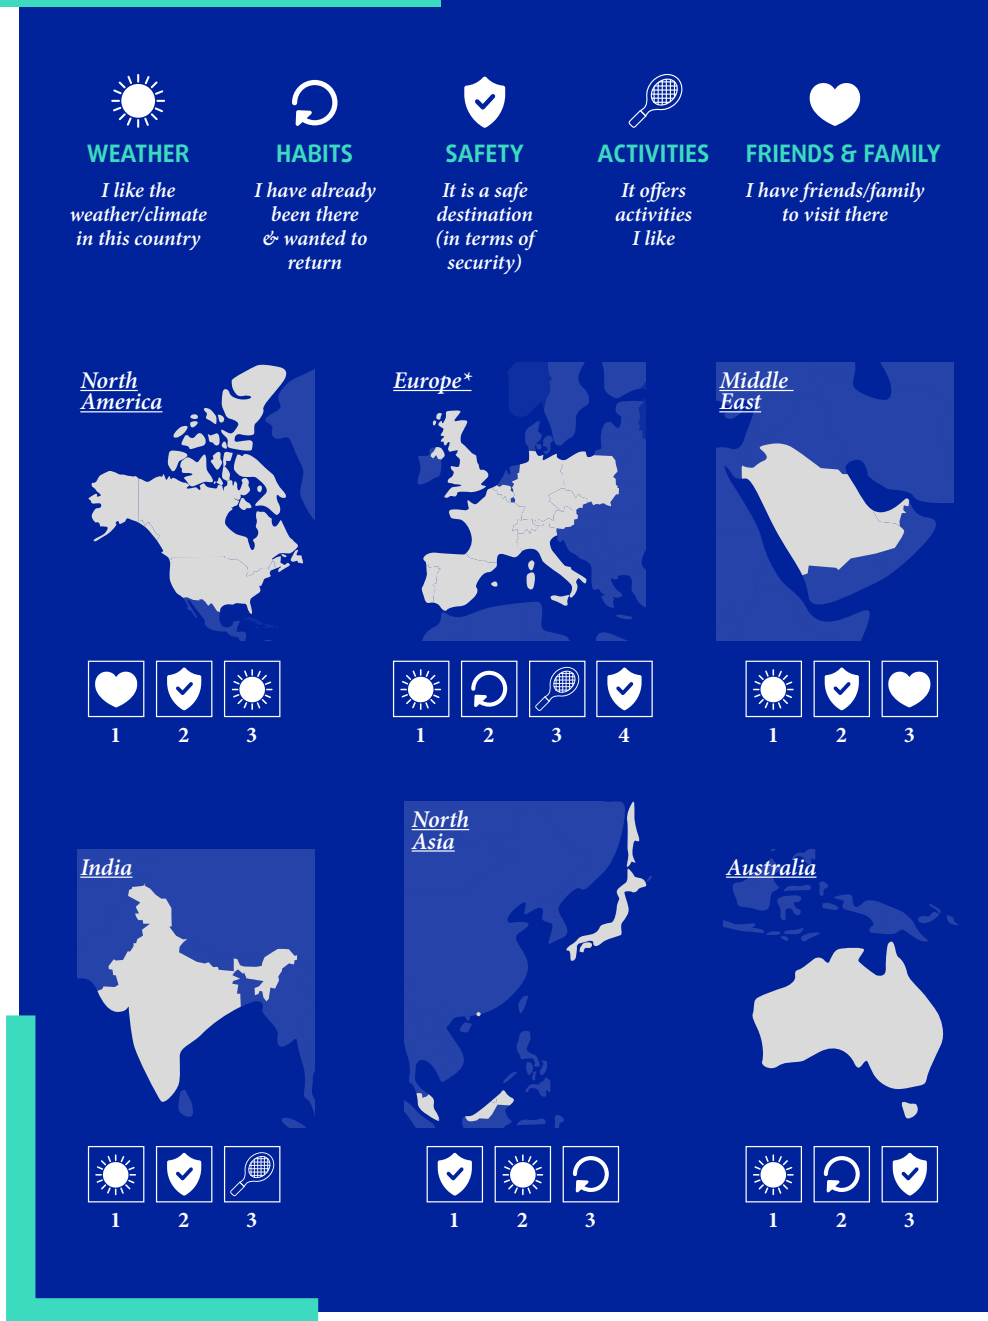 WEATHER
I like the
weather/climate
in this country
HABITS
I have already
been there
& wanted to
return
SAFETY
It is a safe
destination
(in terms of
security)
ACTIVITIES
It offers
activities
I like
FRIENDS & FAMILY
I have friends/family
to visit there
North
America
1 2 3
Europe*
1 2 3 4
Middle
East
1 2 3
India
1 2 3
North
Asia
1 2 3
Australia
1 2 3